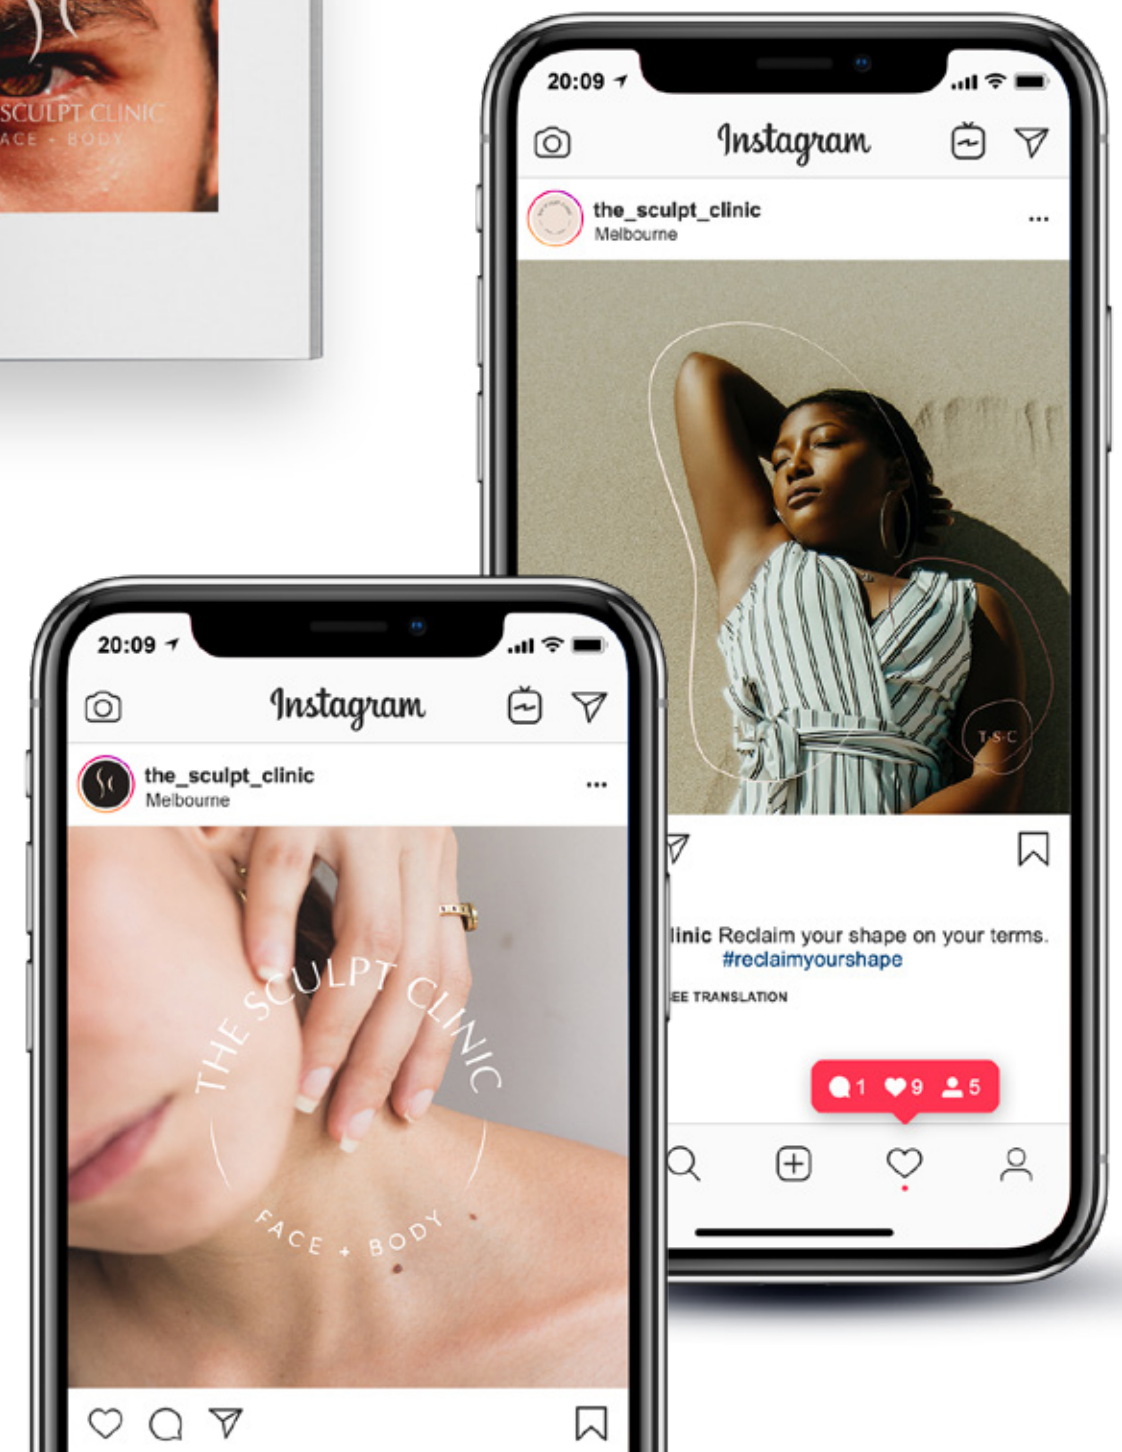 SCULPT CLINIC
ACE + BODY
20:09
Instagram
the_sculpt_clinic
Melbourne
T·S·C
linic Reclaim your shape on your terms.
#reclaimyourshape
EE TRANSLATION
1 9 5
20:09
Instagram
the_sculpt_clinic
Melbourne
THE SCULPT CLINIC
FACE + BODY